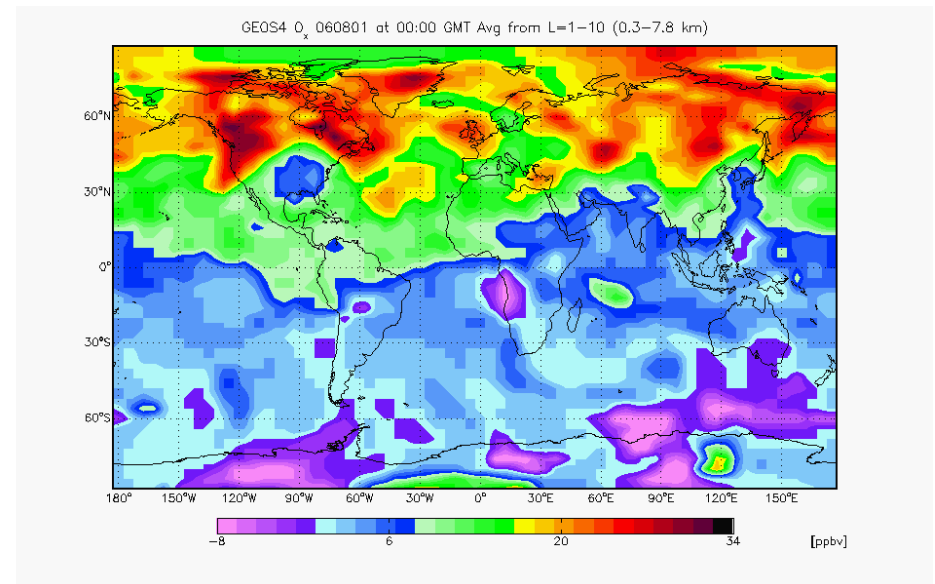 GEOS4 Oₓ 060801 at 00:00 GMT Avg from L=1-10 (0.3-7.8 km)
60°N
30°N
0°
30°S
60°S
180° 150°W 120°W 90°W 60°W 30°W 0° 30°E 60°E 90°E 120°E 150°E
-8 6 20 34 [ppbv]